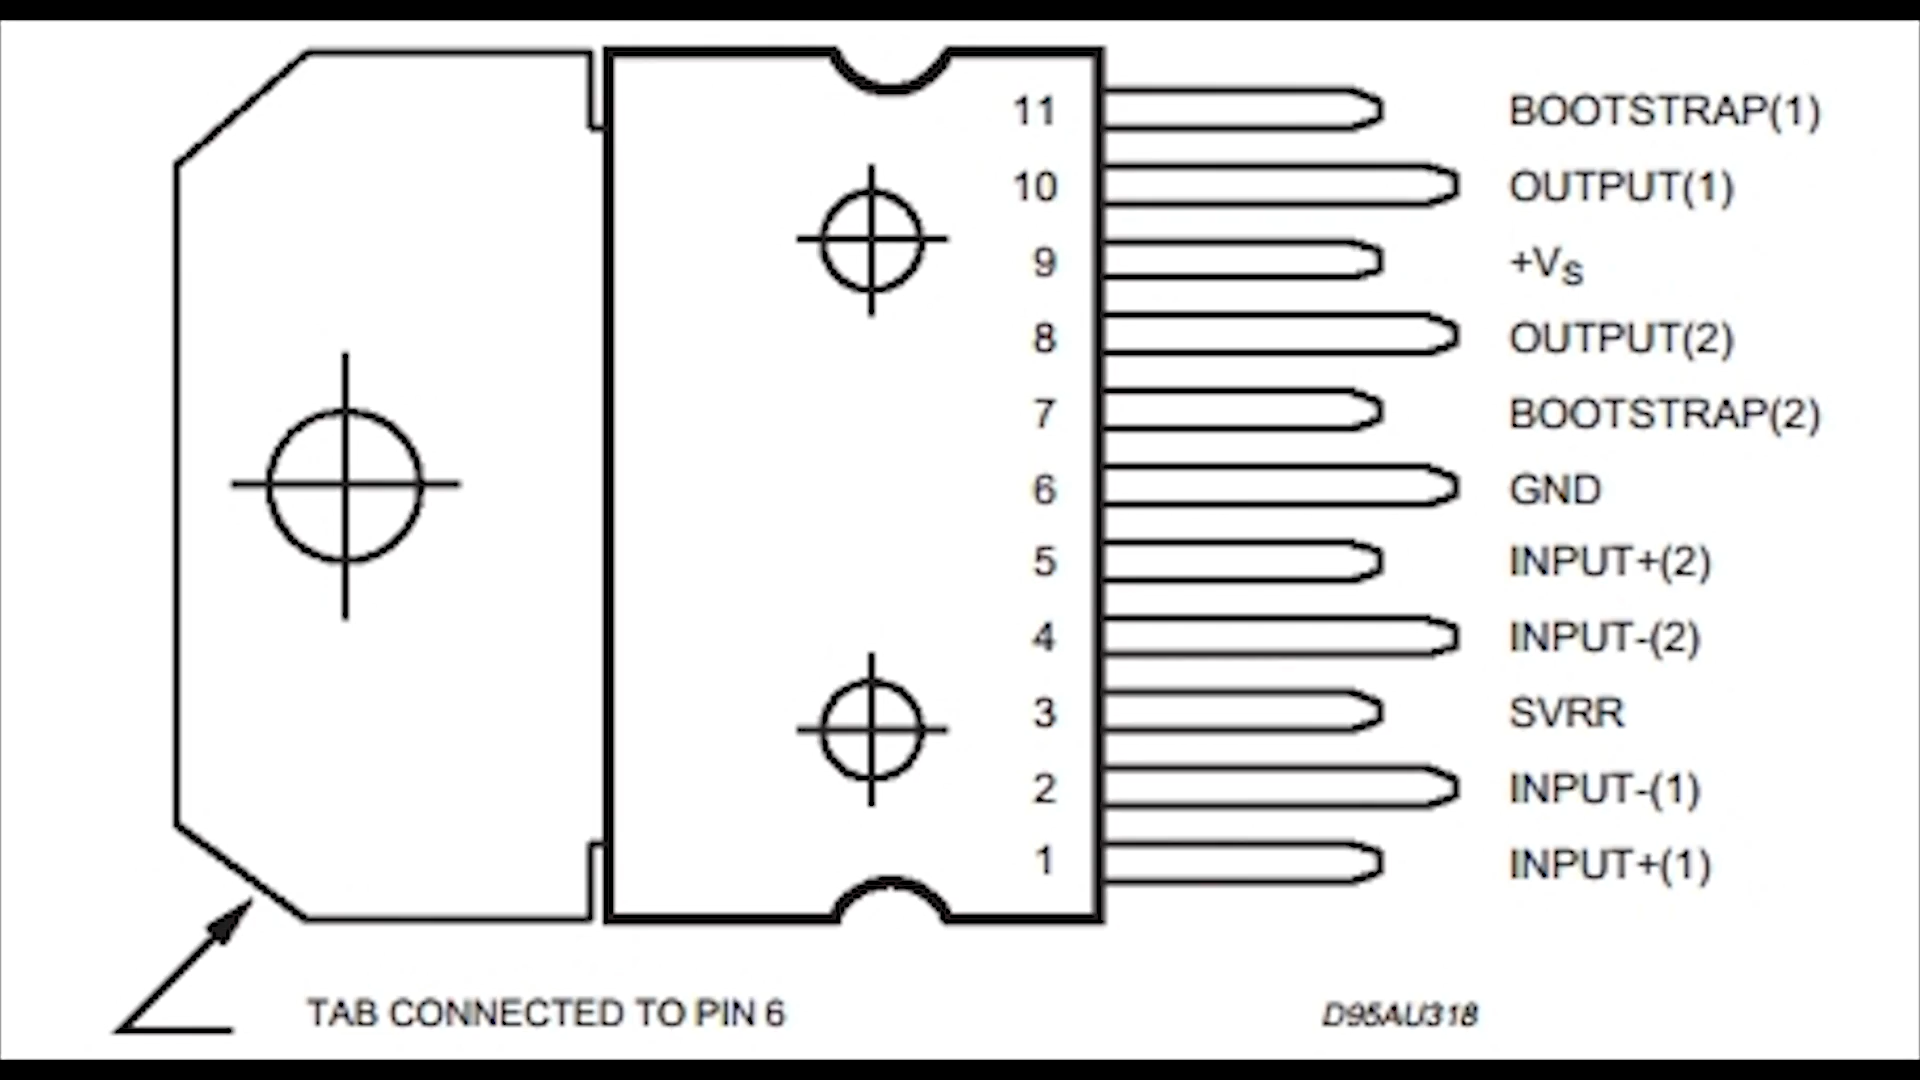 11 BOOTSTRAP(1)
10 OUTPUT(1)
9 +VS
8 OUTPUT(2)
7 BOOTSTRAP(2)
6 GND
5 INPUT+(2)
4 INPUT-(2)
3 SVRR
2 INPUT-(1)
1 INPUT+(1)
TAB CONNECTED TO PIN 6 D95AU318